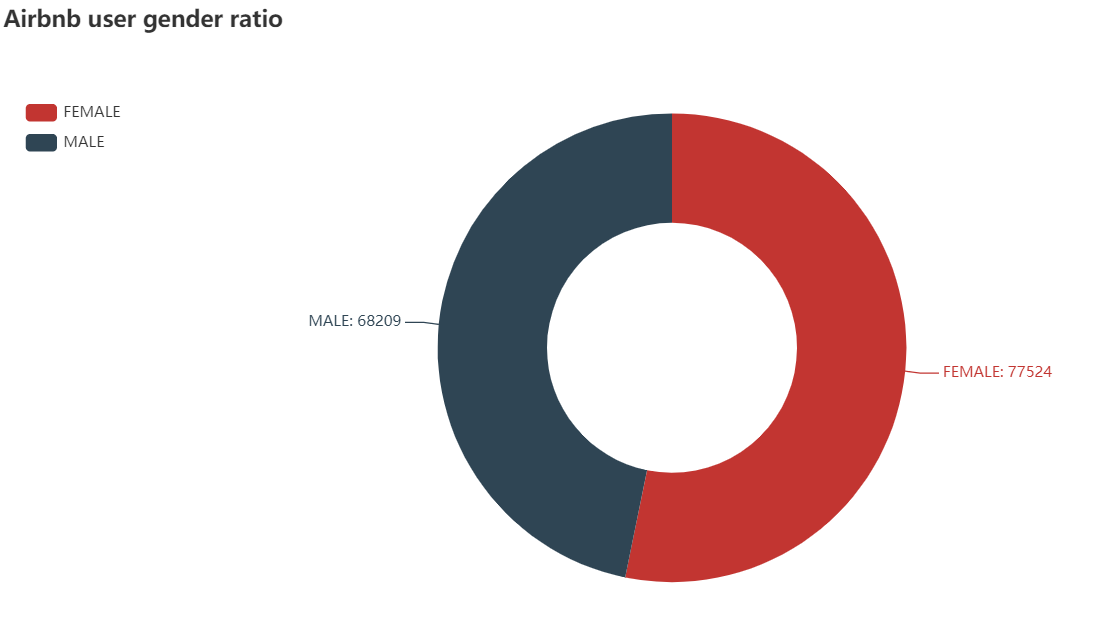 Airbnb user gender ratio
FEMALE
MALE
MALE: 68209
FEMALE: 77524